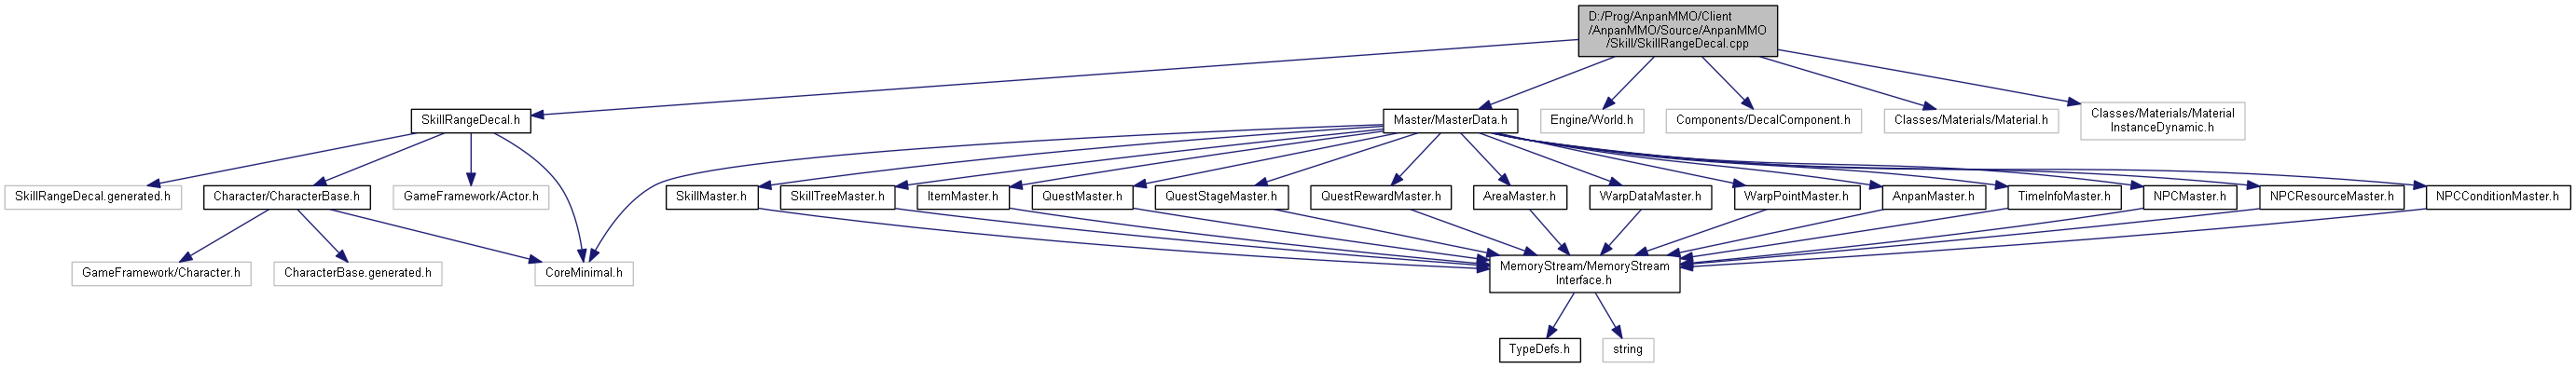 D:/Prog/AnpanMMO/Client
/AnpanMMO/Source/AnpanMMO
/Skill/SkillRangeDecal.cpp
SkillRangeDecal.h
Master/MasterData.h
Engine/World.h
Components/DecalComponent.h
Classes/Materials/Material.h
Classes/Materials/Material
InstanceDynamic.h
SkillRangeDecal.generated.h
Character/CharacterBase.h
GameFramework/Actor.h
SkillMaster.h
SkillTreeMaster.h
ItemMaster.h
QuestMaster.h
QuestStageMaster.h
QuestRewardMaster.h
AreaMaster.h
WarpDataMaster.h
WarpPointMaster.h
AnpanMaster.h
TimeInfoMaster.h
NPCMaster.h
NPCResourceMaster.h
NPCConditionMaster.h
GameFramework/Character.h
CharacterBase.generated.h
CoreMinimal.h
MemoryStream/MemoryStream
Interface.h
TypeDefs.h
string